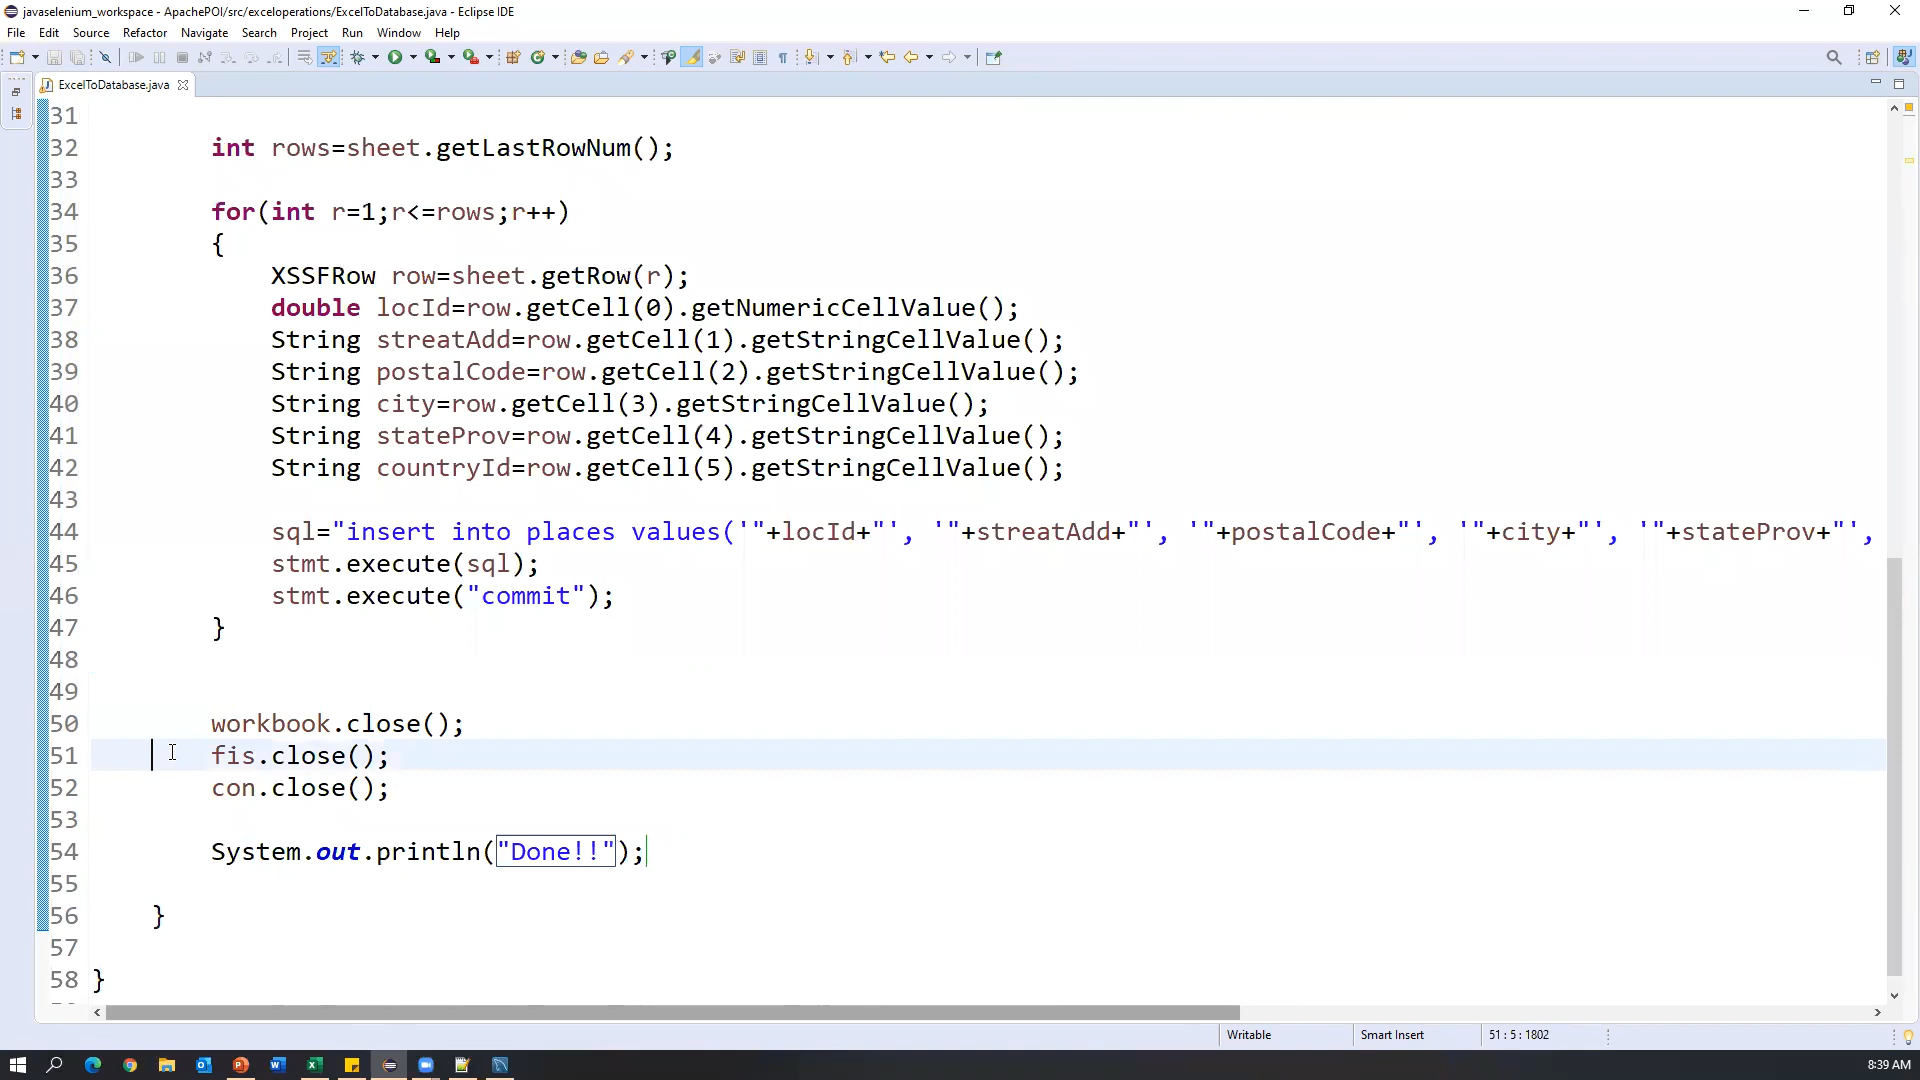 javaselenium_workspace - ApachePOI/src/exceloperations/ExcelToDatabase.java - Eclipse IDE
File Edit Source Refactor Navigate Search Project Run Window Help
ExcelToDatabase.java
31
32 int rows=sheet.getLastRowNum();
33
34 for(int r=1;r<=rows;r++)
35 {
36 XSSFRow row=sheet.getRow(r);
37 double locId=row.getCell(0).getNumericCellValue();
38 String streatAdd=row.getCell(1).getStringCellValue();
39 String postalCode=row.getCell(2).getStringCellValue();
40 String city=row.getCell(3).getStringCellValue();
41 String stateProv=row.getCell(4).getStringCellValue();
42 String countryId=row.getCell(5).getStringCellValue();
43
44 sql="insert into places values('"+locId+"', '"+streatAdd+"', '"+postalCode+"', '"+city+"', '"+stateProv+"',
45 stmt.execute(sql);
46 stmt.execute("commit");
47 }
48
49
50 workbook.close();
51 fis.close();
52 con.close();
53
54 System.out.println("Done!!");
55
56 }
57
58 }
Writable Smart Insert 51 : 5 : 1802
8:39 AM